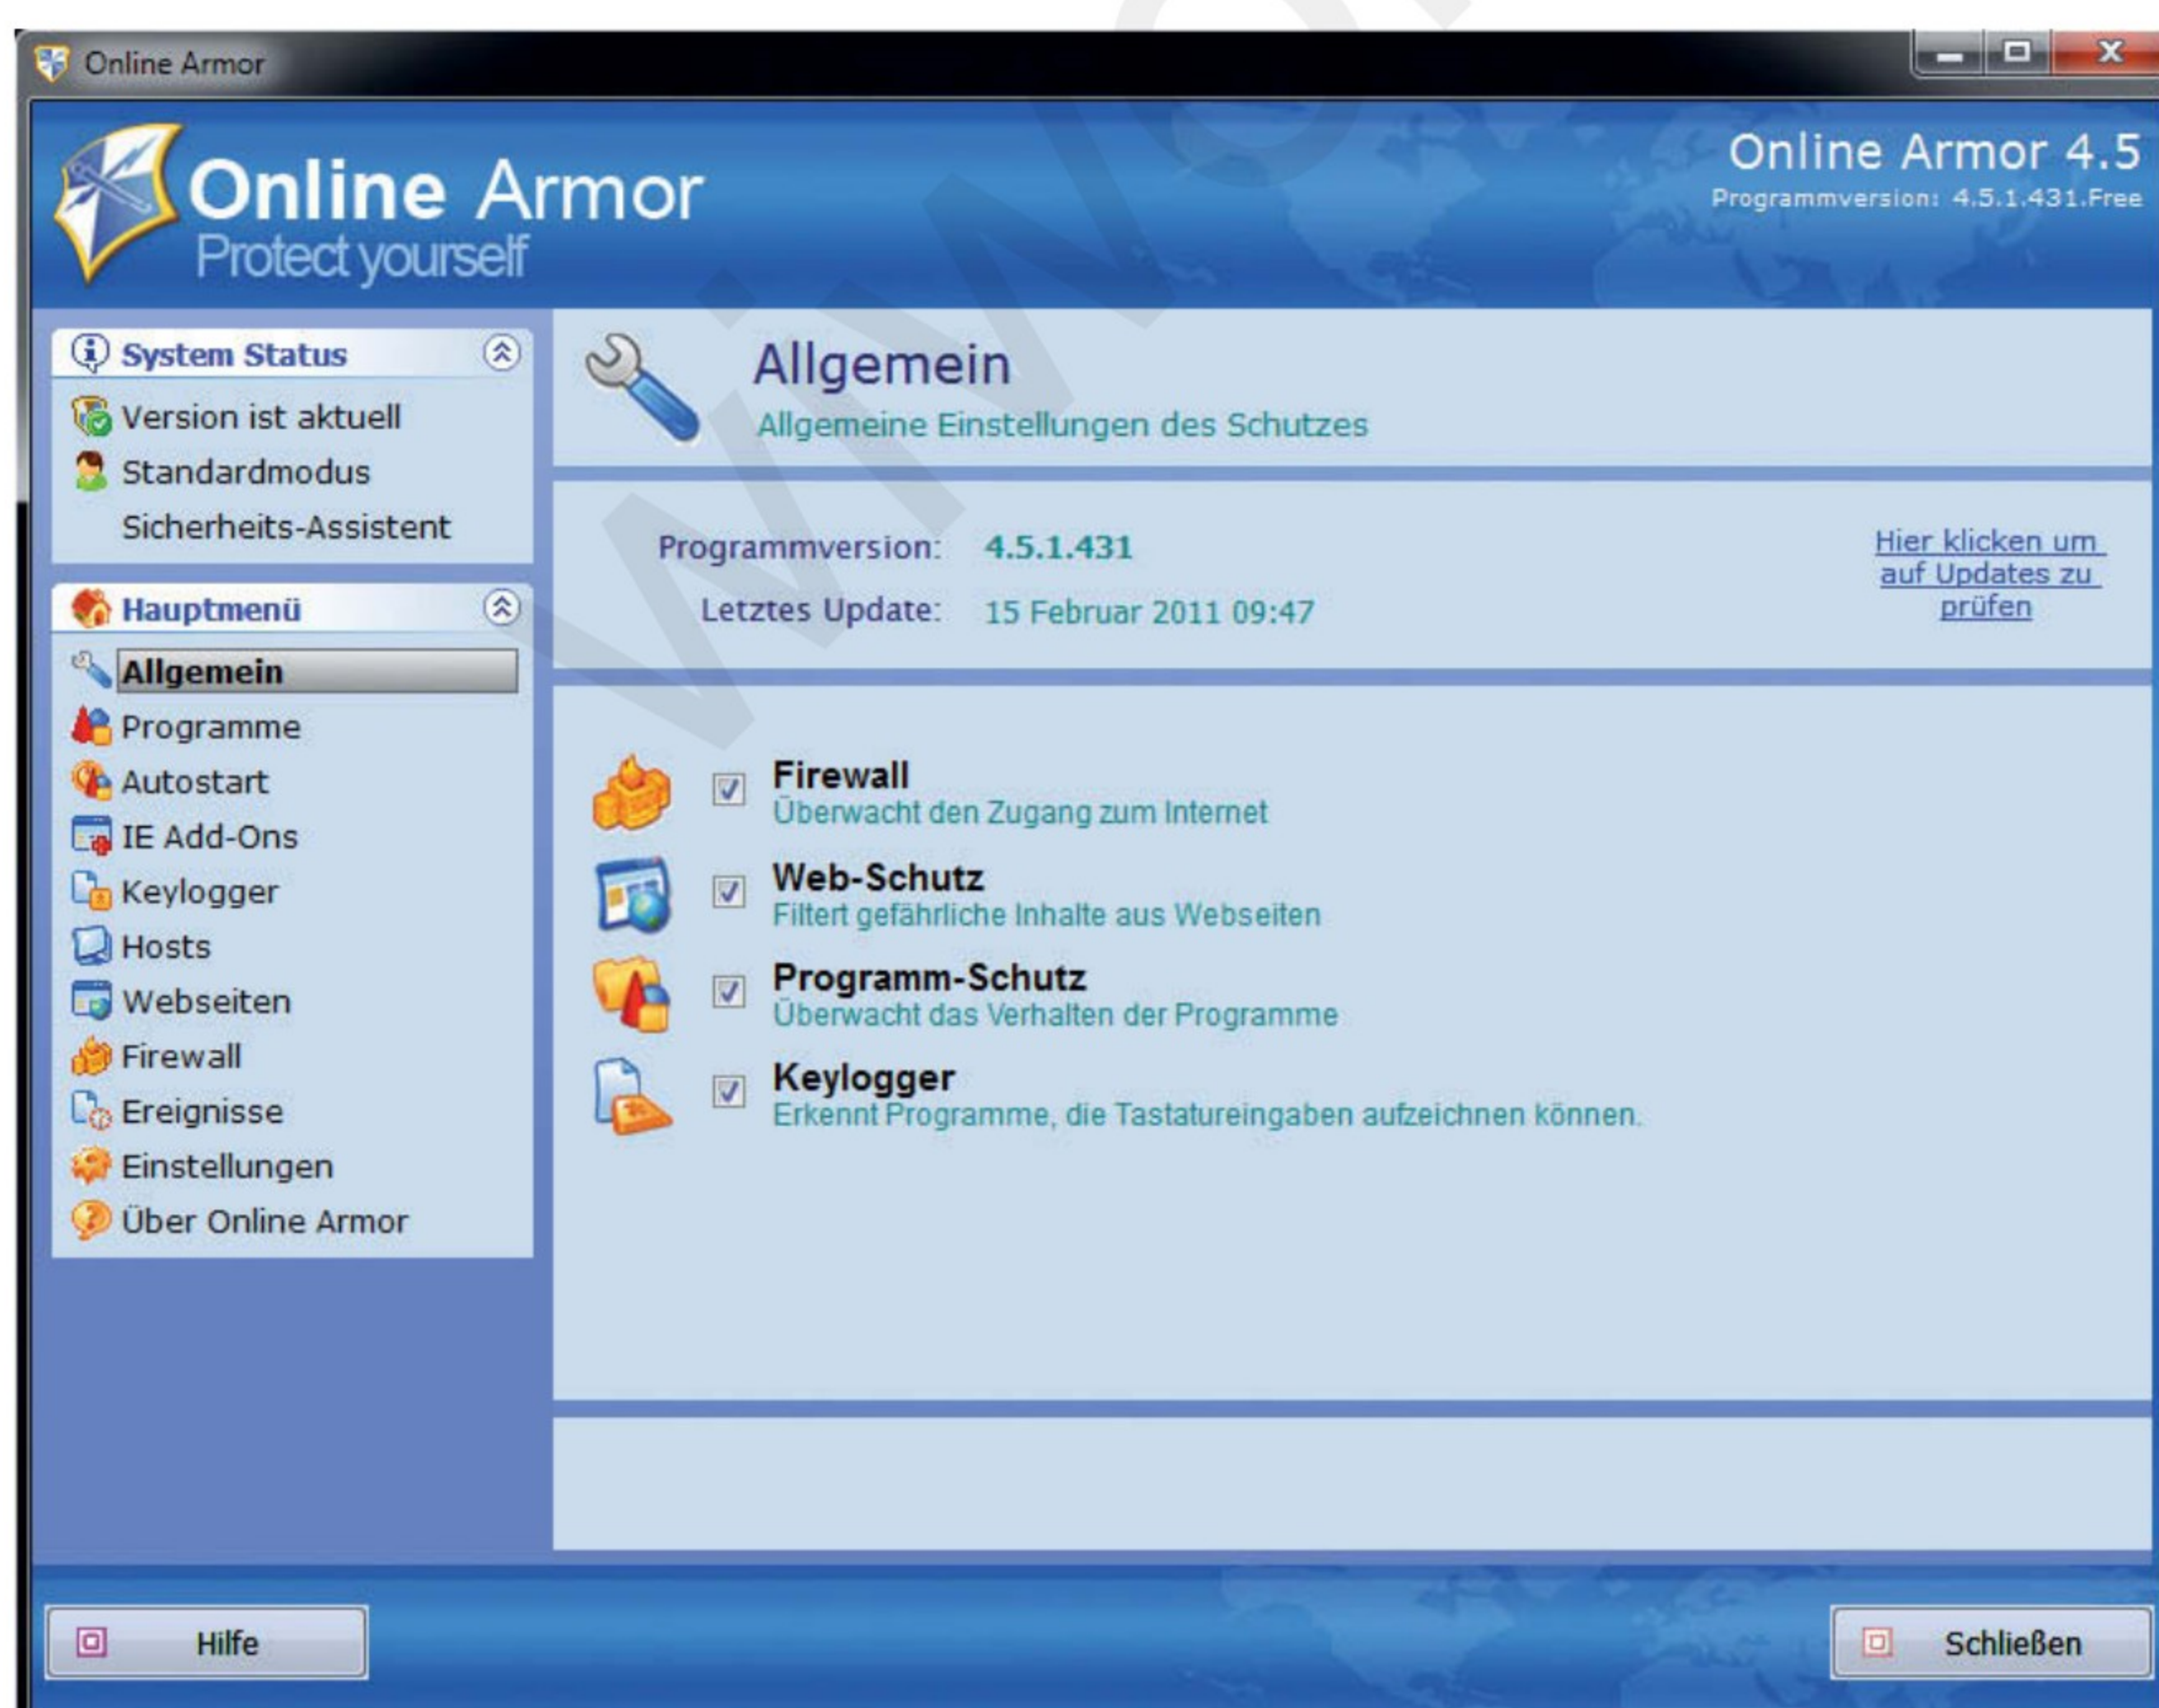 Online Armor
Online Armor
Protect yourself
Online Armor 4.5
Programmversion: 4.5.1.431.Free
System Status
Version ist aktuell
Standardmodus
Sicherheits-Assistent
Hauptmenü
Allgemein
Programme
Autostart
IE Add-Ons
Keylogger
Hosts
Webseiten
Firewall
Ereignisse
Einstellungen
Über Online Armor
Allgemein
Allgemeine Einstellungen des Schutzes
Programmversion: 4.5.1.431
Letztes Update: 15 Februar 2011 09:47
Hier klicken um
auf Updates zu
prüfen
Firewall
Überwacht den Zugang zum Internet
Web-Schutz
Filtert gefährliche Inhalte aus Webseiten
Programm-Schutz
Überwacht das Verhalten der Programme
Keylogger
Erkennt Programme, die Tastatureingaben aufzeichnen können.
Hilfe
Schließen